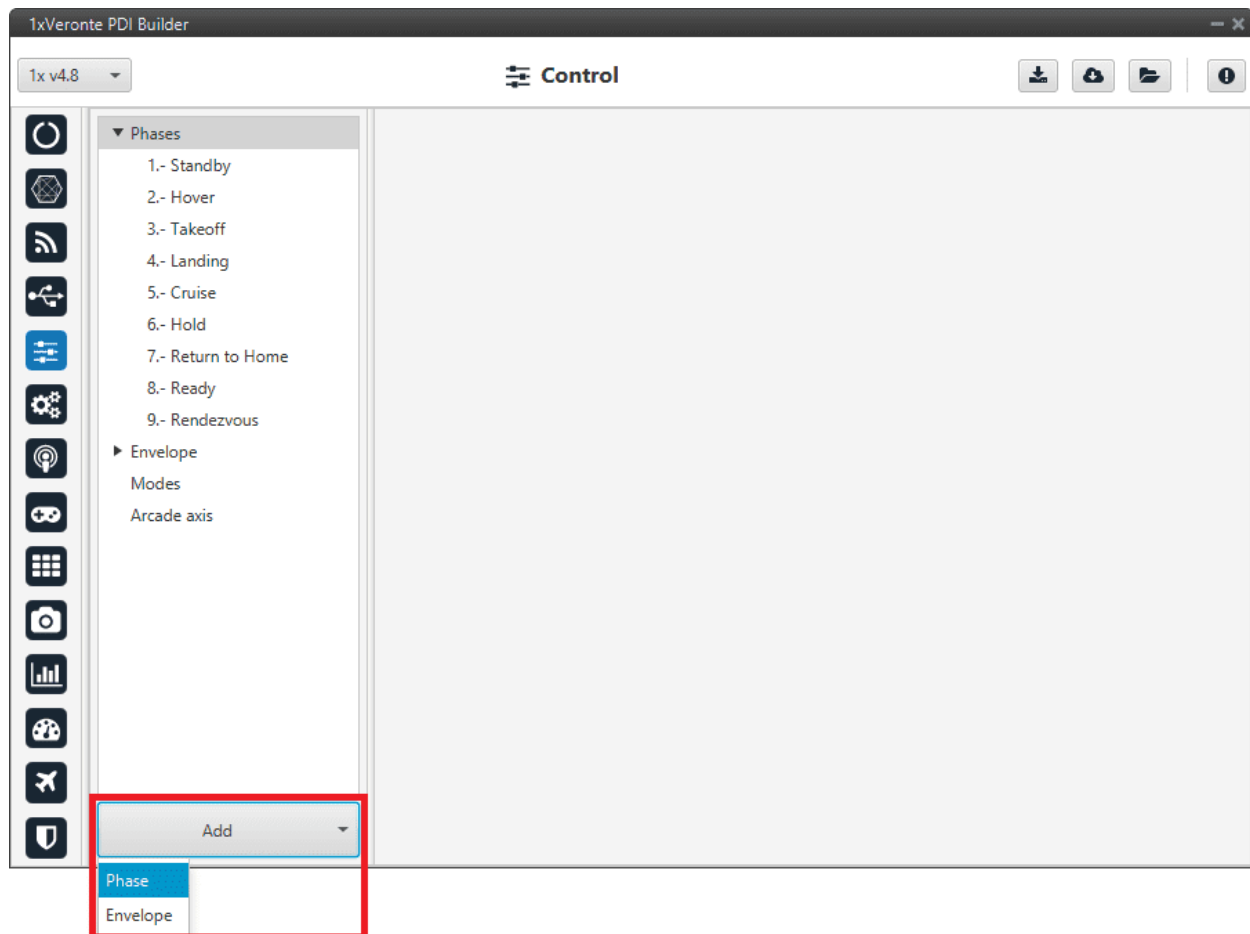 1xVeronte PDI Builder
1x v4.8
Control
Phases
1.- Standby
2.- Hover
3.- Takeoff
4.- Landing
5.- Cruise
6.- Hold
7.- Return to Home
8.- Ready
9.- Rendezvous
Envelope
Modes
Arcade axis
Add
Phase
Envelope